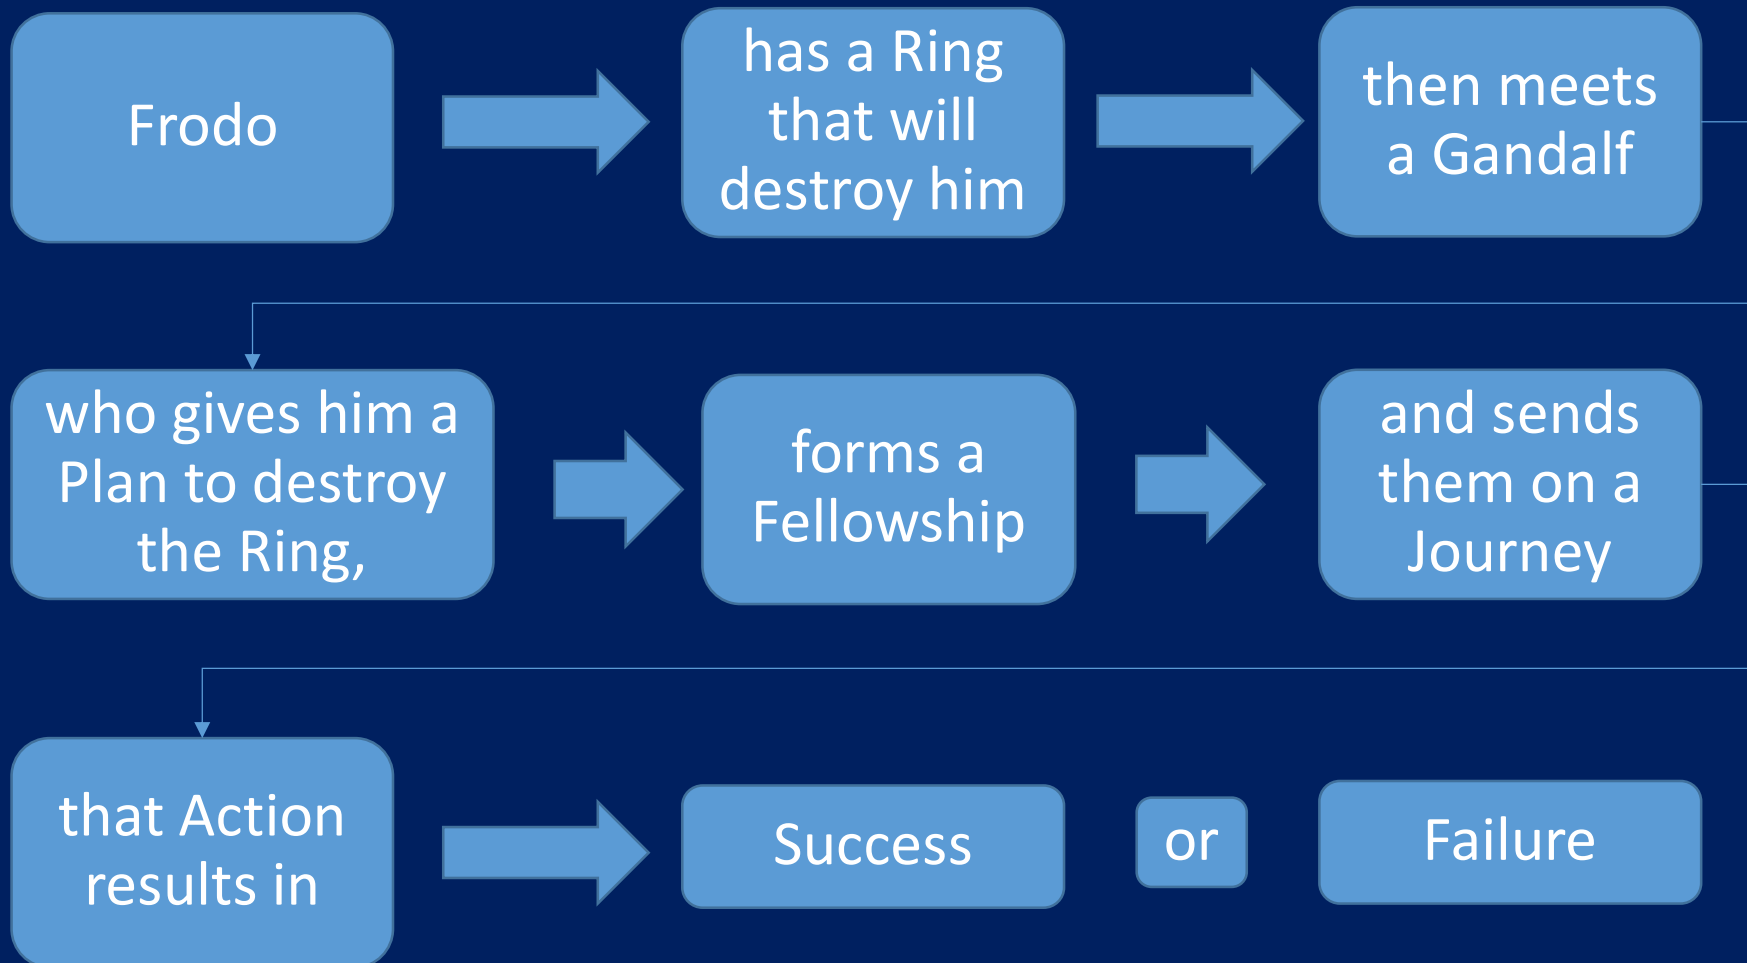 Frodo
has a Ring
that will
destroy him
then meets
a Gandalf
who gives him a
Plan to destroy
the Ring,
forms a
Fellowship
and sends
them on a
Journey
that Action
results in
Success
or
Failure